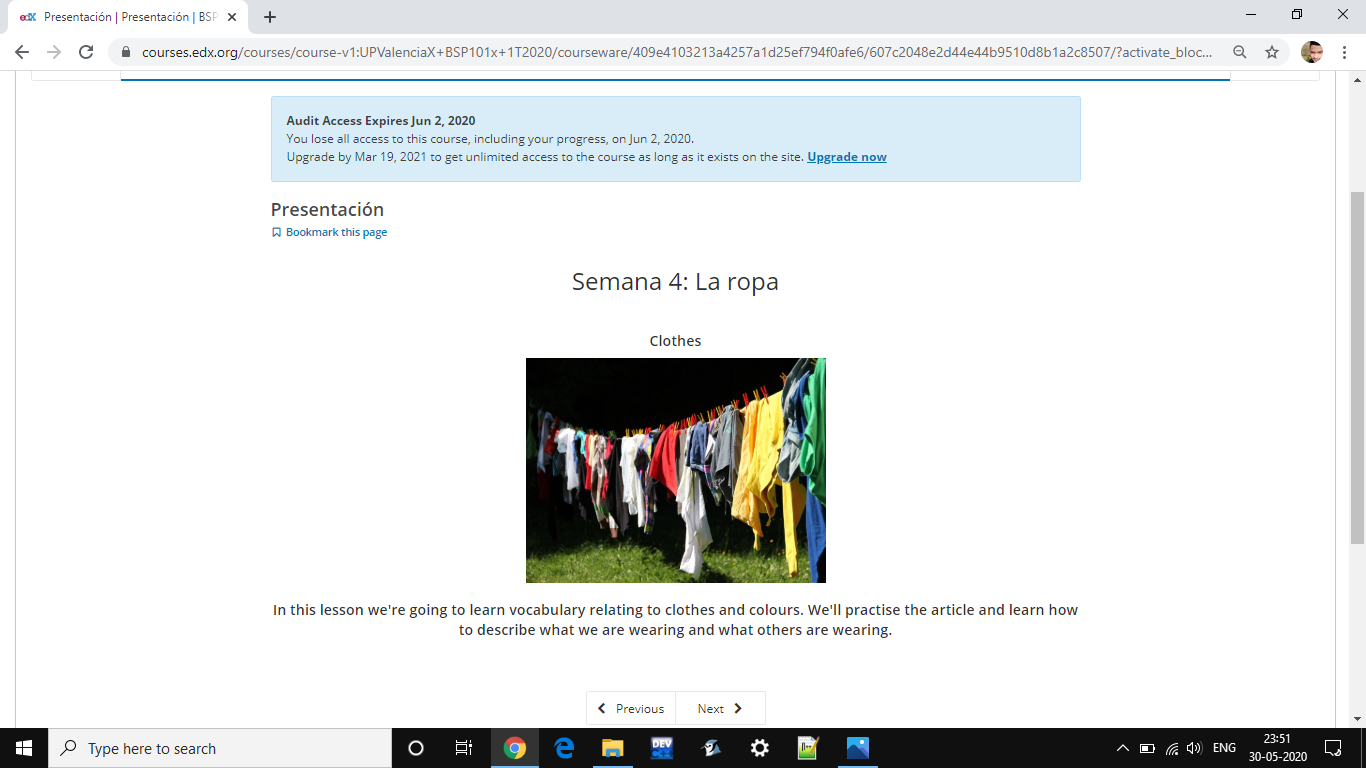 edX Presentación | Presentación | BSP
courses.edx.org/courses/course-v1:UPValenciaX+BSP101x+1T2020/courseware/409e4103213a4257a1d25ef794f0afe6/607c2048e2d44e44b9510d8b1a2c8507/?activate_bloc...
Audit Access Expires Jun 2, 2020
You lose all access to this course, including your progress, on Jun 2, 2020.
Upgrade by Mar 19, 2021 to get unlimited access to the course as long as it exists on the site. Upgrade now
Presentación
Bookmark this page
Semana 4: La ropa
Clothes
In this lesson we're going to learn vocabulary relating to clothes and colours. We'll practise the article and learn how
to describe what we are wearing and what others are wearing.
Previous Next
Type here to search
DEV
ENG
23:51
30-05-2020